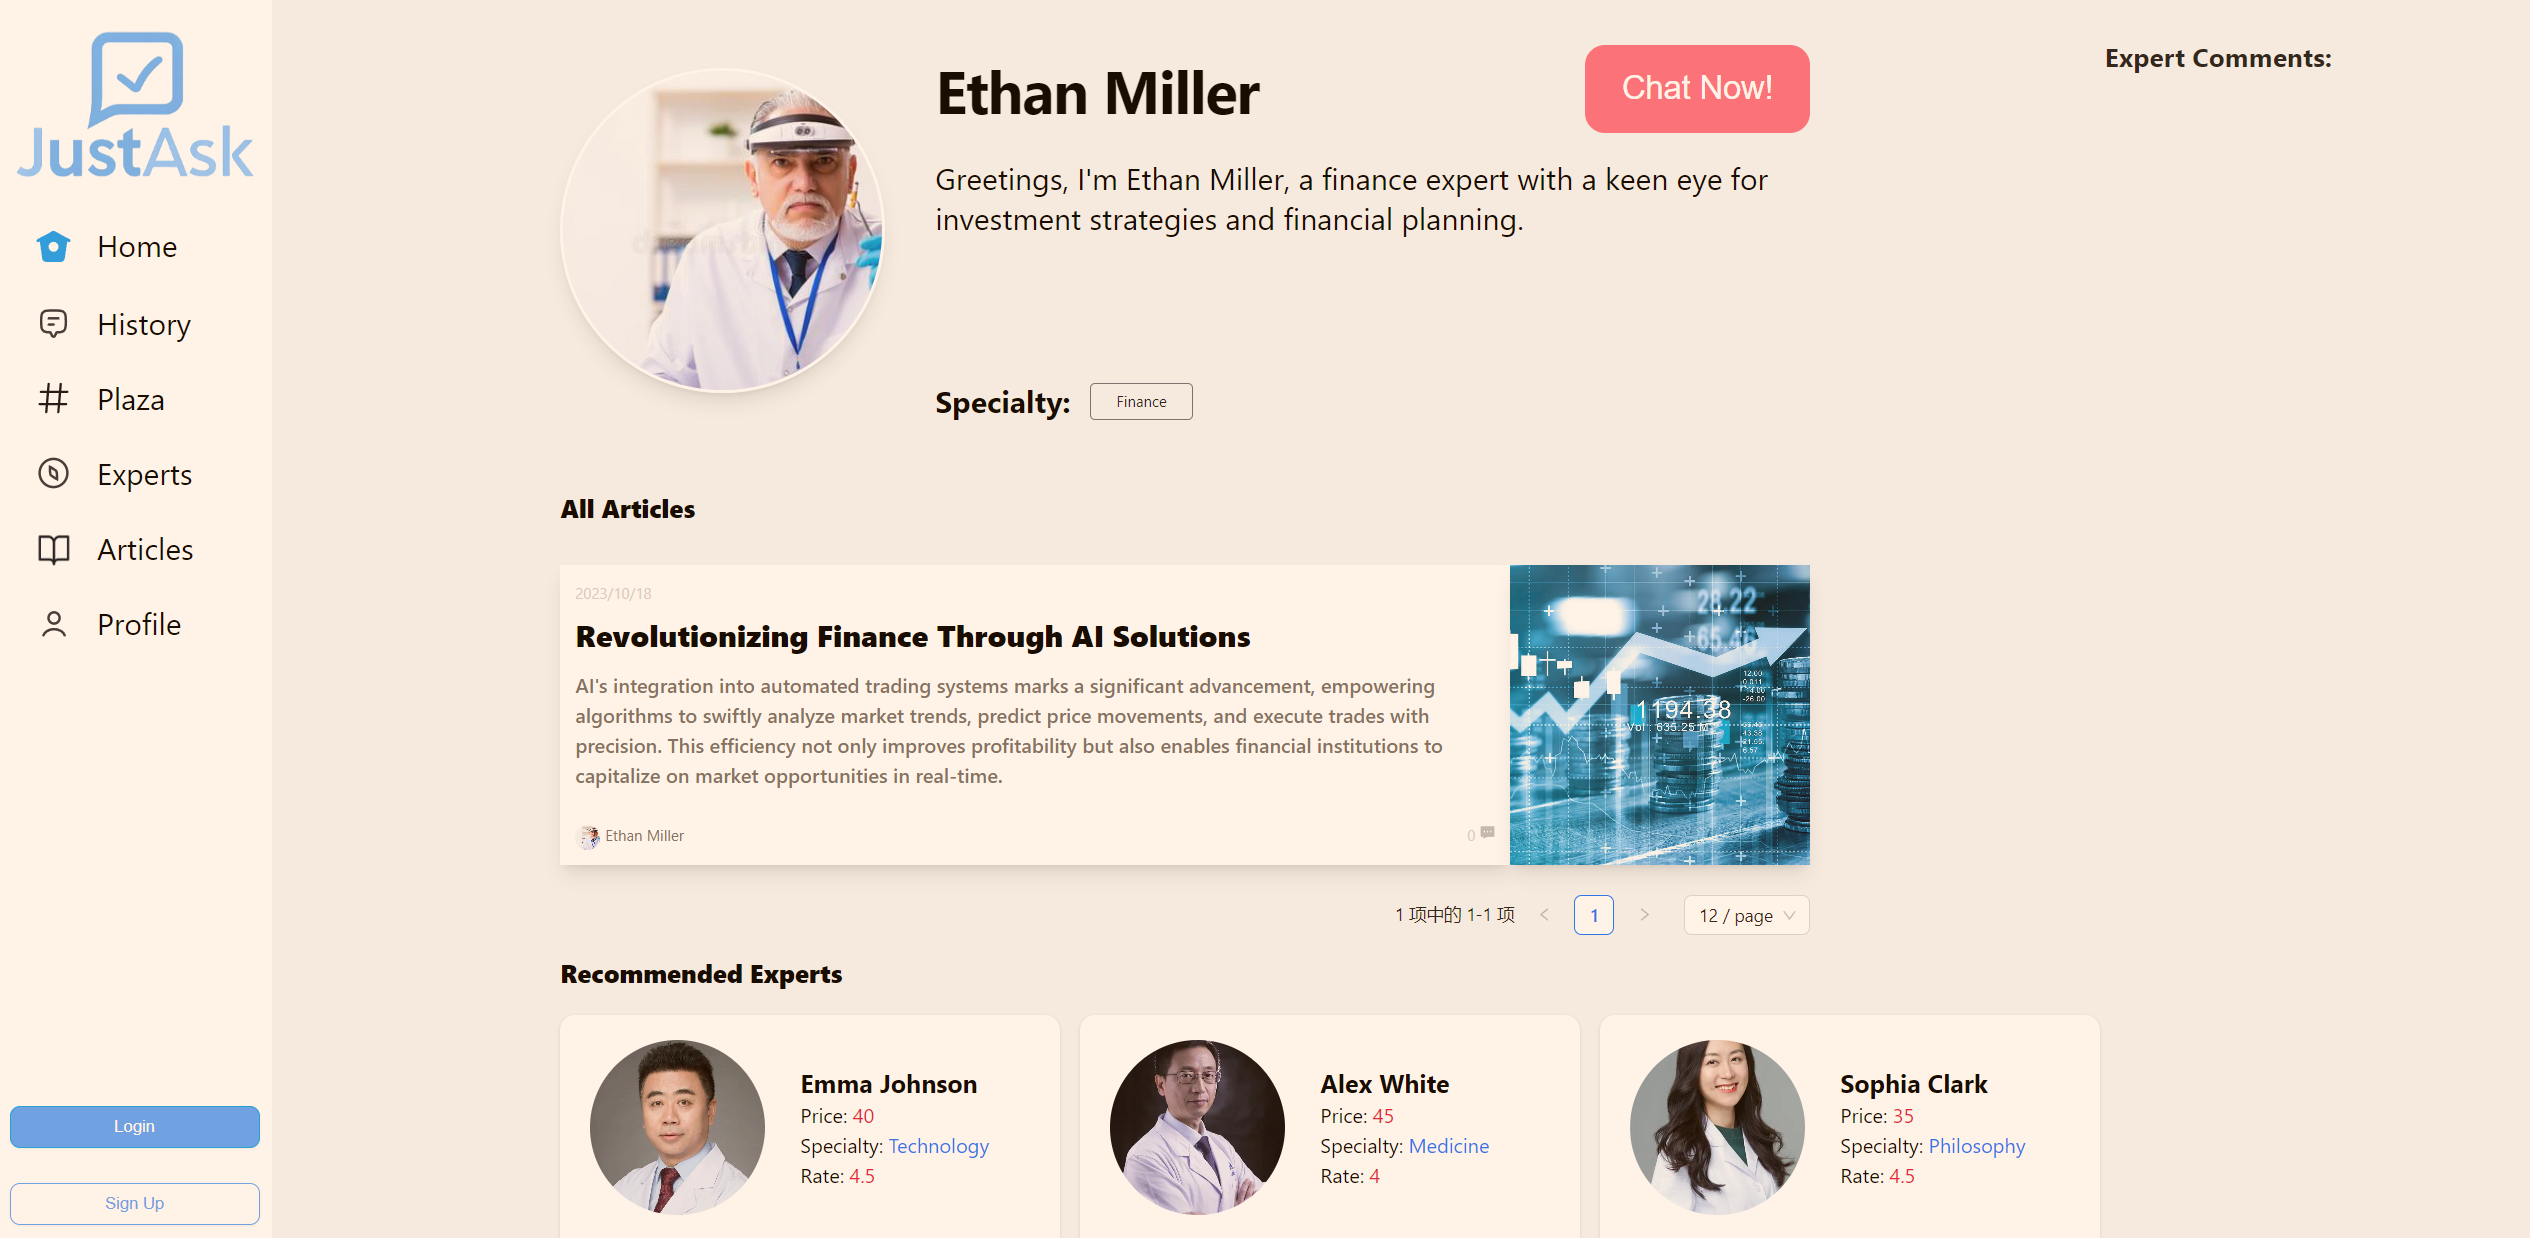 JustAsk
Home
History
Plaza
Experts
Articles
Profile
Login
Sign Up
Ethan Miller
Chat Now!
Greetings, I'm Ethan Miller, a finance expert with a keen eye for
investment strategies and financial planning.
Specialty:
Finance
Expert Comments:
All Articles
2023/10/18
Revolutionizing Finance Through AI Solutions
AI's integration into automated trading systems marks a significant advancement, empowering
algorithms to swiftly analyze market trends, predict price movements, and execute trades with
precision. This efficiency not only improves profitability but also enables financial institutions to
capitalize on market opportunities in real-time.
Ethan Miller
0
28.22
65.46
1194.38
Vol : 635.25 M
1 项中的 1-1 项
1
12 / page
Recommended Experts
Emma Johnson
Price: 40
Specialty: Technology
Rate: 4.5
Alex White
Price: 45
Specialty: Medicine
Rate: 4
Sophia Clark
Price: 35
Specialty: Philosophy
Rate: 4.5